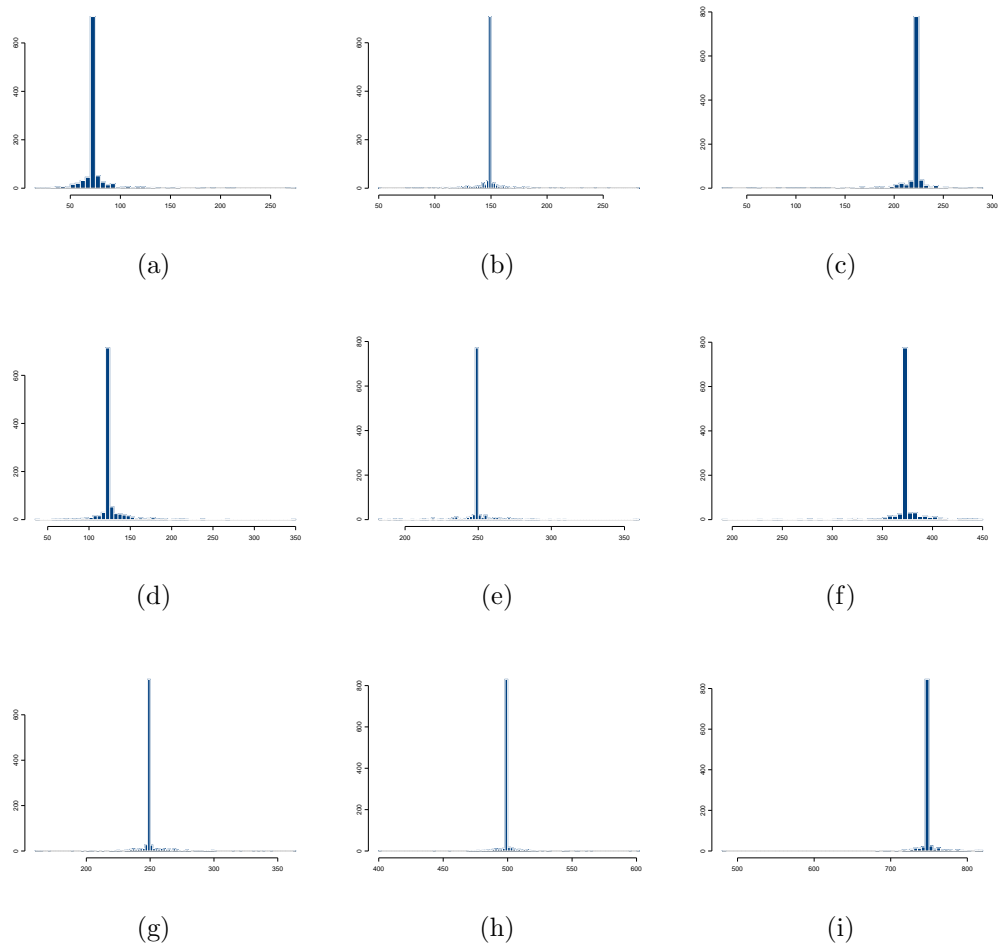 0 200 400 600
50 100 150 200 250
(a)
0 200 400 600
50 100 150 200 250
(b)
0 200 400 600 800
50 100 150 200 250 300
(c)
0 200 400 600
50 100 150 200 250 300 350
(d)
0 200 400 600 800
200 250 300 350
(e)
0 200 400 600 800
200 250 300 350 400 450
(f)
0 200 400 600
200 250 300 350
(g)
0 200 400 600 800
400 450 500 550 600
(h)
0 200 400 600 800
500 600 700 800
(i)